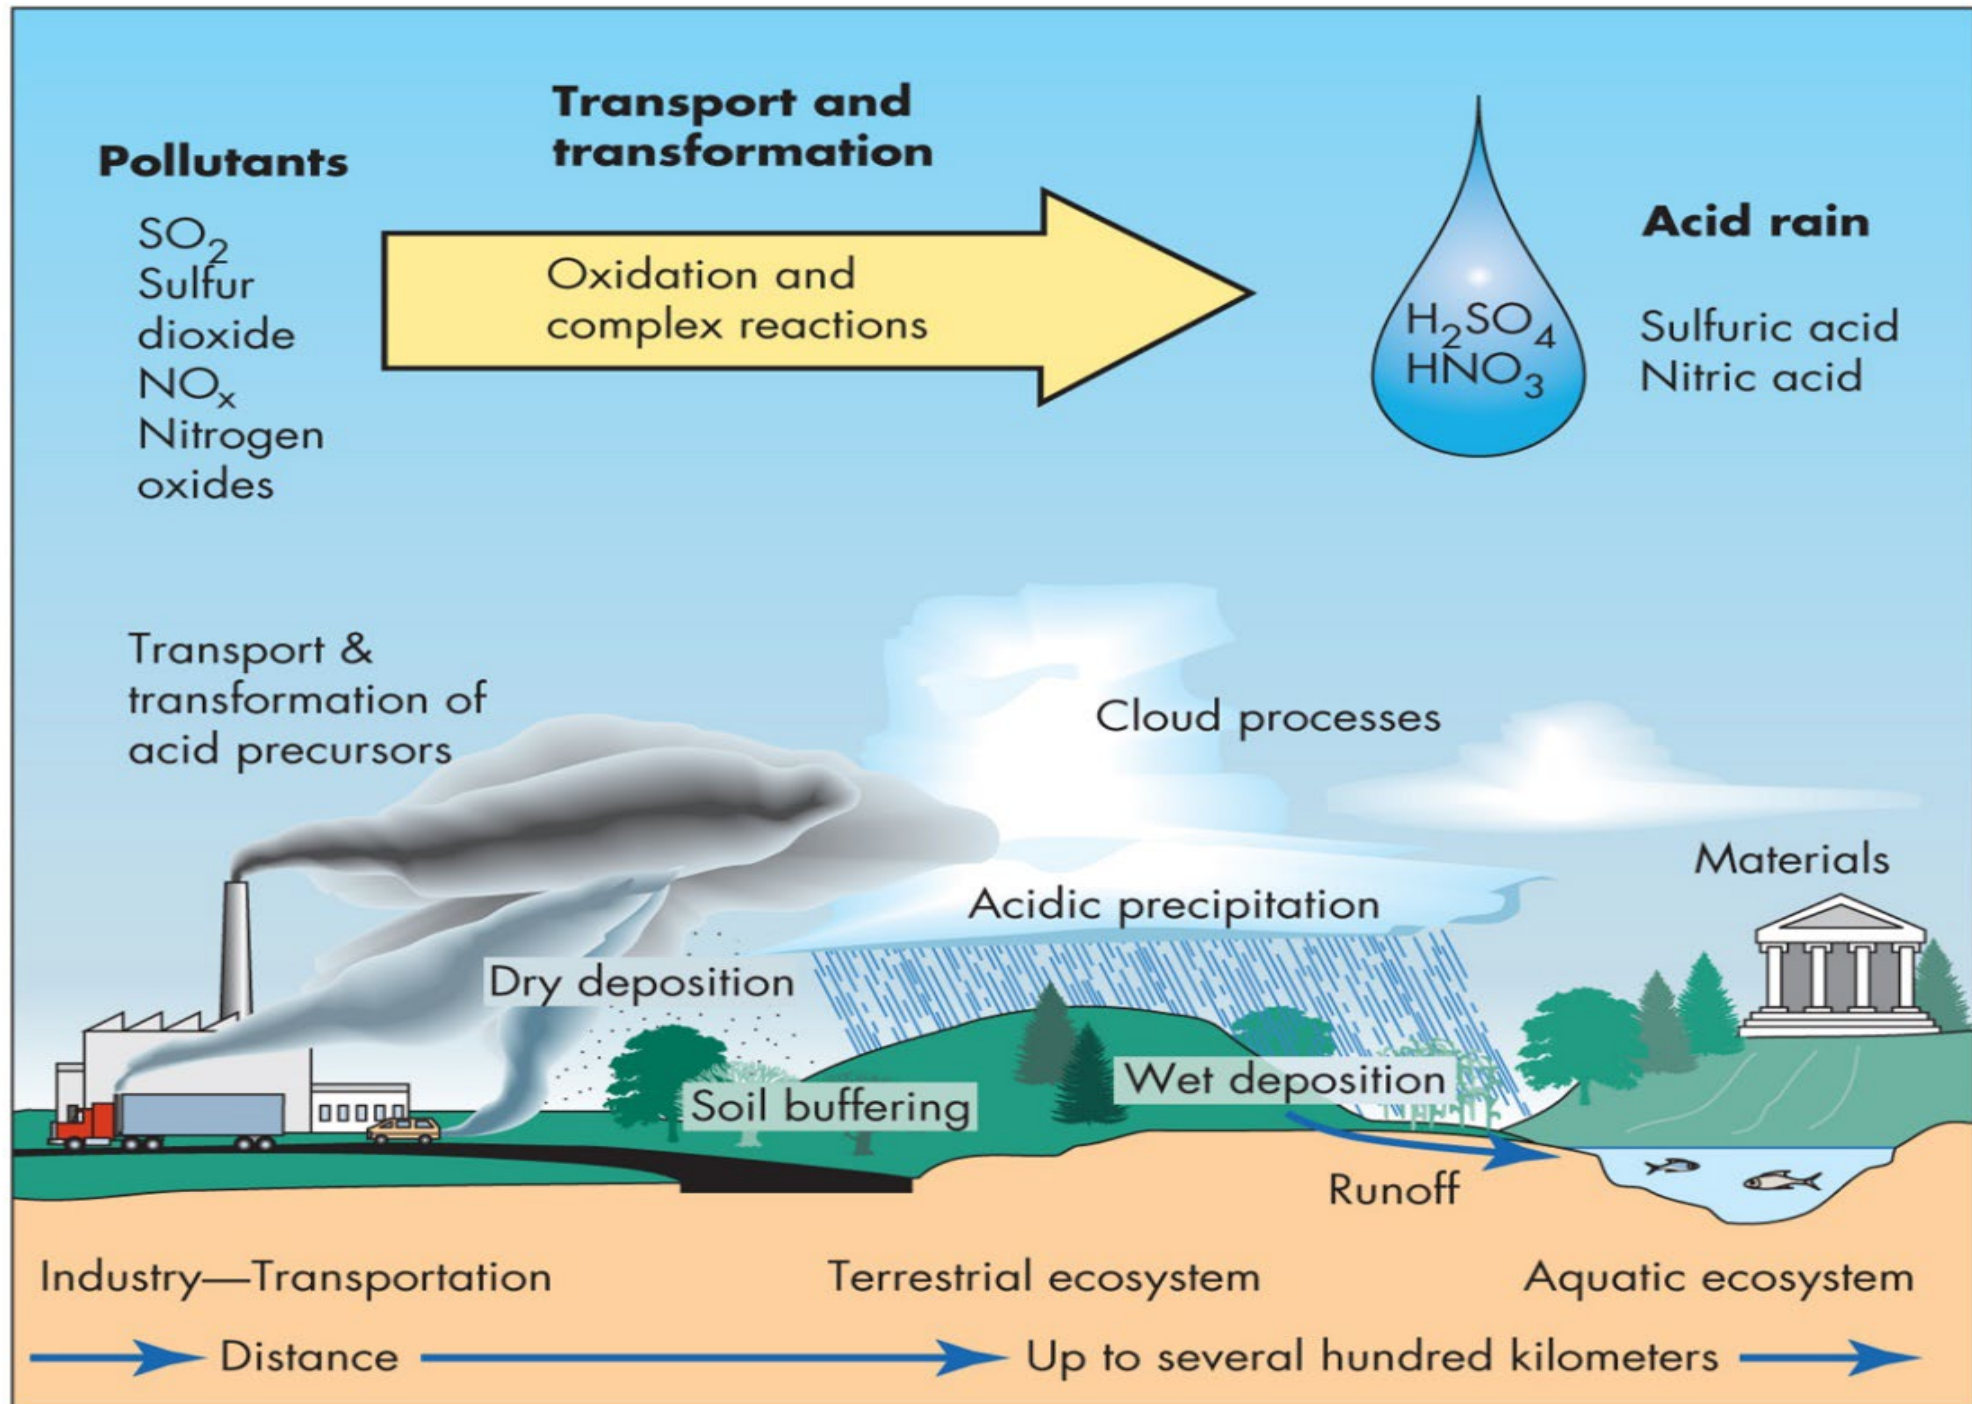 Transport and
transformation
Pollutants
SO₂
Sulfur
dioxide
NOₓ
Nitrogen
oxides
Oxidation and
complex reactions
H₂SO₄
HNO₃
Acid rain
Sulfuric acid
Nitric acid
Transport &
transformation of
acid precursors
Cloud processes
Materials
Acidic precipitation
Dry deposition
Soil buffering
Wet deposition
Runoff
Industry—Transportation
Terrestrial ecosystem
Aquatic ecosystem
Distance
Up to several hundred kilometers